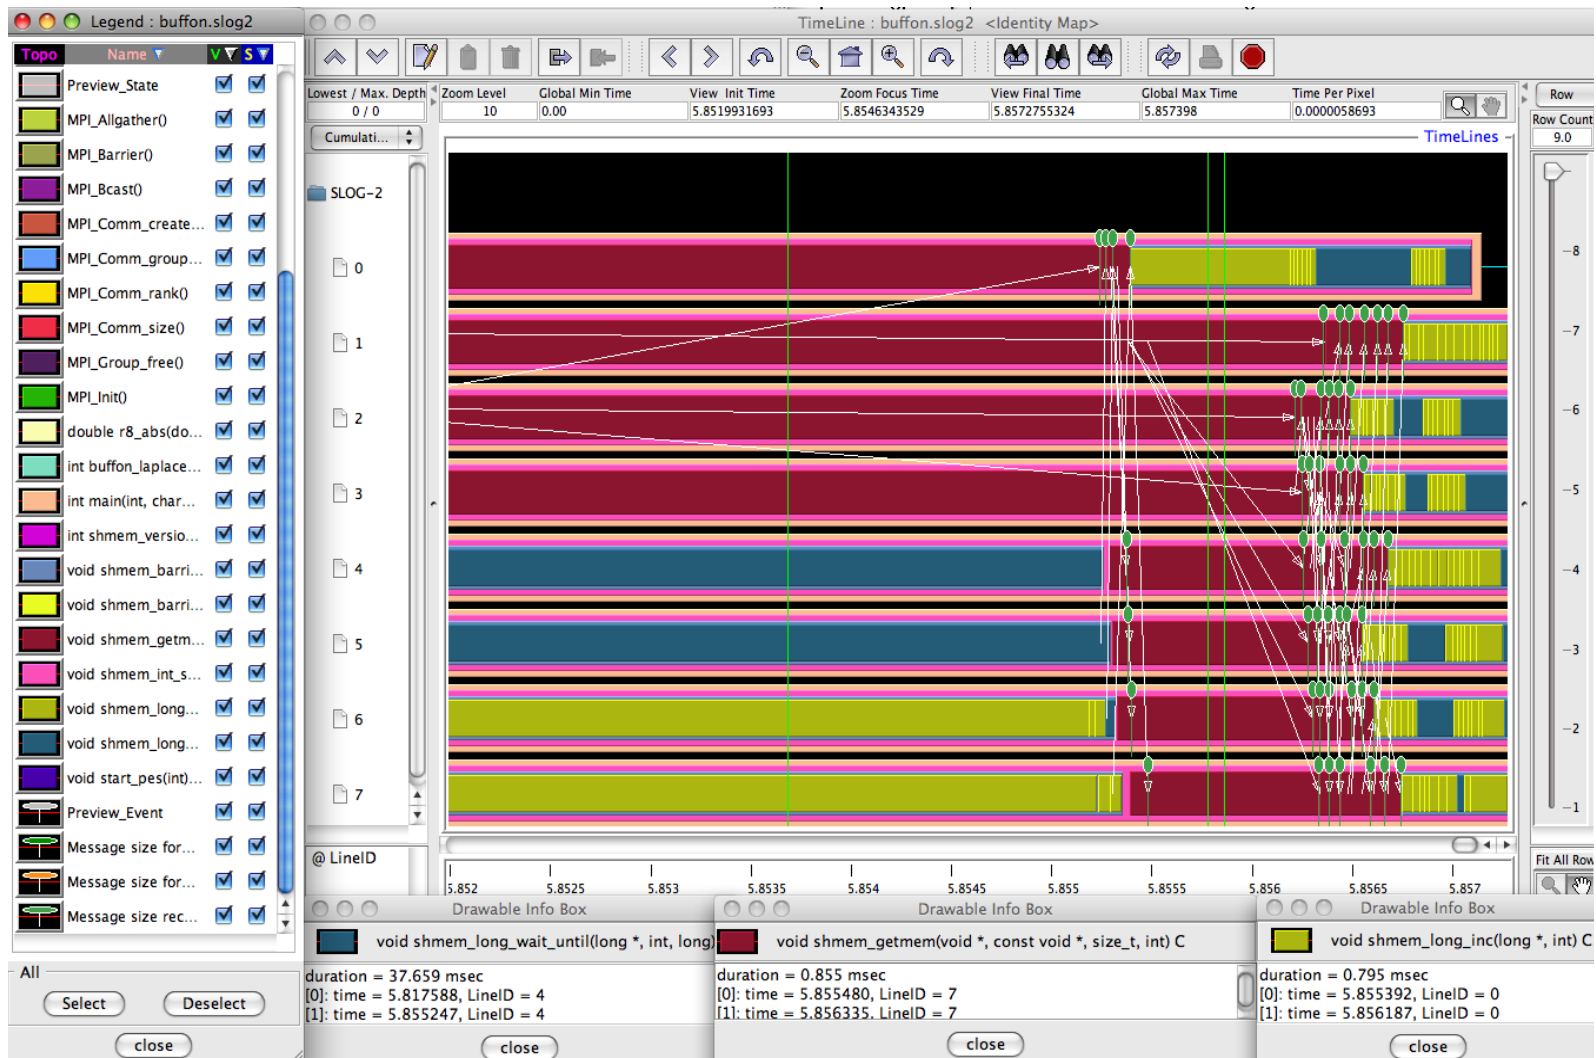 Legend : buffon.slog2
Topo Name V S
Preview_State
MPI_Allgather()
MPI_Barrier()
MPI_Bcast()
MPI_Comm_create...
MPI_Comm_group...
MPI_Comm_rank()
MPI_Comm_size()
MPI_Group_free()
MPI_Init()
double r8_abs(do...
int buffon_laplace...
int main(int, char...
int shmem_versio...
void shmem_barri...
void shmem_barri...
void shmem_getm...
void shmem_int_s...
void shmem_long...
void shmem_long...
void start_pes(int)...
Preview_Event
Message size for...
Message size for...
Message size rec...
All
Select Deselect
close
TimeLine : buffon.slog2 <Identity Map>
Lowest / Max. Depth Zoom Level Global Min Time View Init Time Zoom Focus Time View Final Time Global Max Time Time Per Pixel
0 / 0 10 0.00 5.8519931693 5.8546343529 5.8572755324 5.857398 0.0000058693
Row
Row Count
9.0
Cumulati...
TimeLines
SLOG-2
0
1
2
3
4
5
6
7
8
7
6
5
4
3
2
1
@ LineID
Fit All Row
5.852 5.8525 5.853 5.8535 5.854 5.8545 5.855 5.8555 5.856 5.8565 5.857
Drawable Info Box
void shmem_long_wait_until(long *, int, long)
duration = 37.659 msec
[0]: time = 5.817588, LineID = 4
[1]: time = 5.855247, LineID = 4
close
Drawable Info Box
void shmem_getmem(void *, const void *, size_t, int) C
duration = 0.855 msec
[0]: time = 5.855480, LineID = 7
[1]: time = 5.856335, LineID = 7
close
Drawable Info Box
void shmem_long_inc(long *, int) C
duration = 0.795 msec
[0]: time = 5.855392, LineID = 0
[1]: time = 5.856187, LineID = 0
close